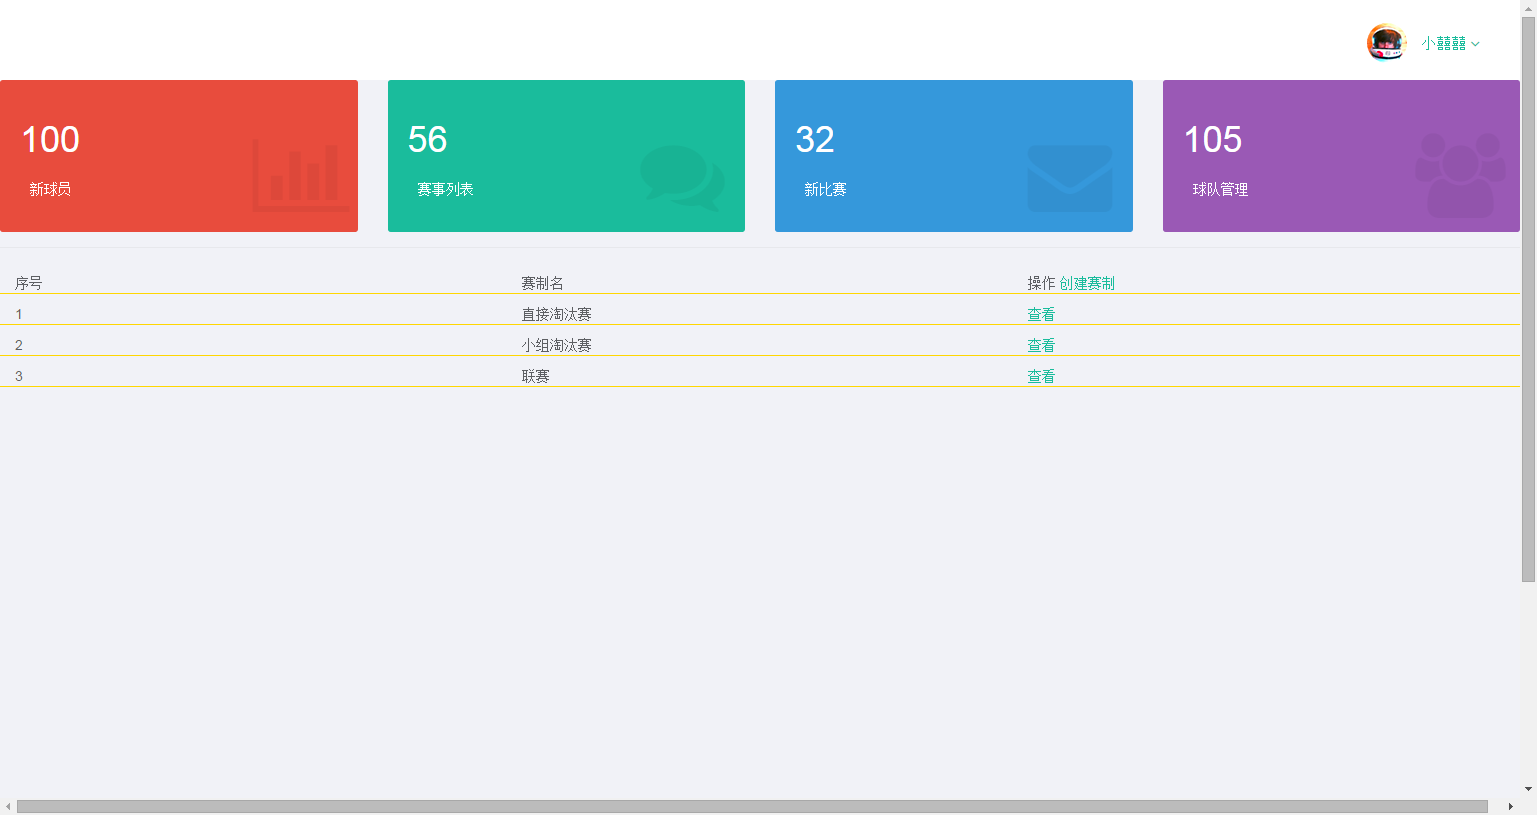 小囍囍
100
新球员
56
赛事列表
32
新比赛
105
球队管理
序号 赛制名 操作 创建赛制
1 直接淘汰赛 查看
2 小组淘汰赛 查看
3 联赛 查看